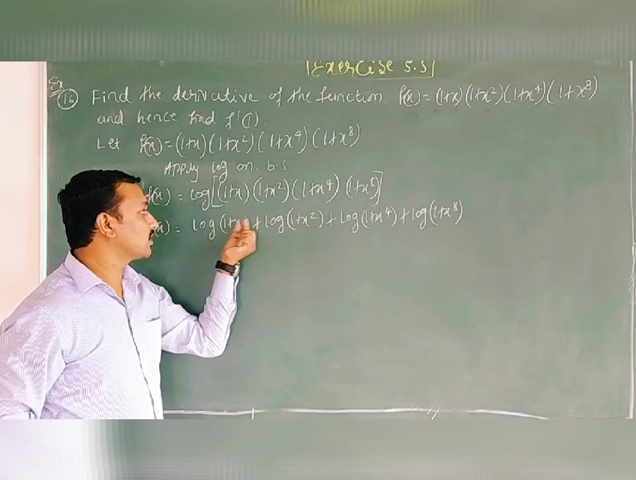 Exercise 5.5
Ex
16 Find the derivative of the function f(x) = (1+x)(1+x²)(1+x⁴)(1+x⁸)
and hence find f'(1).
Let f(x) = (1+x)(1+x²)(1+x⁴)(1+x⁸)
Apply log on b.s
f(x) = log[(1+x)(1+x²)(1+x⁴)(1+x⁸)]
= log(1+x)+log(1+x²)+log(1+x⁴)+log(1+x⁸)